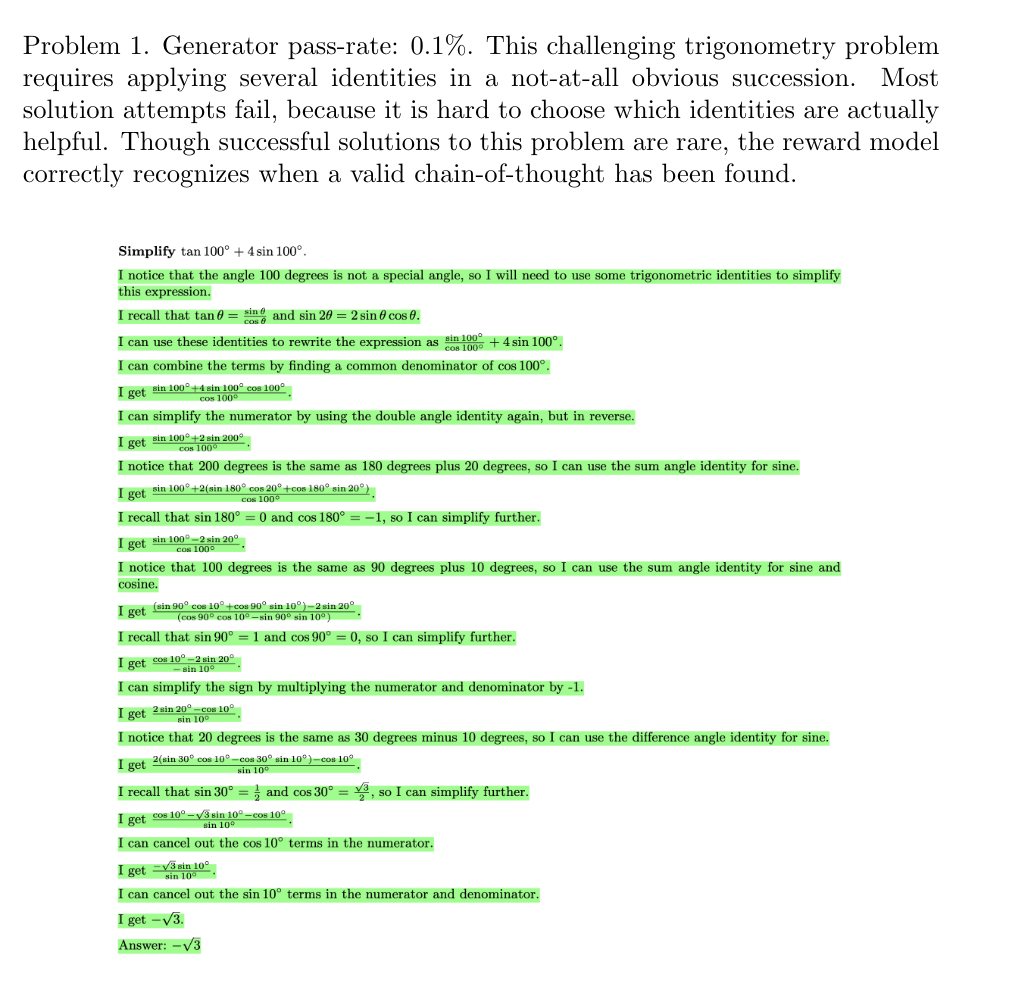 Problem 1. Generator pass-rate: 0.1%. This challenging trigonometry problem
requires applying several identities in a not-at-all obvious succession. Most
solution attempts fail, because it is hard to choose which identities are actually
helpful. Though successful solutions to this problem are rare, the reward model
correctly recognizes when a valid chain-of-thought has been found.
Simplify tan 100° + 4 sin 100°.
I notice that the angle 100 degrees is not a special angle, so I will need to use some trigonometric identities to simplify
this expression.
I recall that tan θ = \frac{sin θ}{cos θ} and sin 2θ = 2 sin θ cos θ.
I can use these identities to rewrite the expression as \frac{sin 100°}{cos 100°} + 4 sin 100°.
I can combine the terms by finding a common denominator of cos 100°.
I get \frac{sin 100°+4 sin 100° cos 100°}{cos 100°}.
I can simplify the numerator by using the double angle identity again, but in reverse.
I get \frac{sin 100°+2 sin 200°}{cos 100°}.
I notice that 200 degrees is the same as 180 degrees plus 20 degrees, so I can use the sum angle identity for sine.
I get \frac{sin 100°+2(sin 180° cos 20°+cos 180° sin 20°)}{cos 100°}.
I recall that sin 180° = 0 and cos 180° = −1, so I can simplify further.
I get \frac{sin 100°−2 sin 20°}{cos 100°}.
I notice that 100 degrees is the same as 90 degrees plus 10 degrees, so I can use the sum angle identity for sine and
cosine.
I get \frac{(sin 90° cos 10°+cos 90° sin 10°)−2 sin 20°}{(cos 90° cos 10°−sin 90° sin 10°)}.
I recall that sin 90° = 1 and cos 90° = 0, so I can simplify further.
I get \frac{cos 10°−2 sin 20°}{− sin 10°}.
I can simplify the sign by multiplying the numerator and denominator by -1.
I get \frac{2 sin 20°−cos 10°}{sin 10°}.
I notice that 20 degrees is the same as 30 degrees minus 10 degrees, so I can use the difference angle identity for sine.
I get \frac{2(sin 30° cos 10°−cos 30° sin 10°)−cos 10°}{sin 10°}.
I recall that sin 30° = \frac{1}{2} and cos 30° = \frac{√3}{2}, so I can simplify further.
I get \frac{cos 10°−√3 sin 10°−cos 10°}{sin 10°}.
I can cancel out the cos 10° terms in the numerator.
I get \frac{−√3 sin 10°}{sin 10°}.
I can cancel out the sin 10° terms in the numerator and denominator.
I get −√3.
Answer: −√3